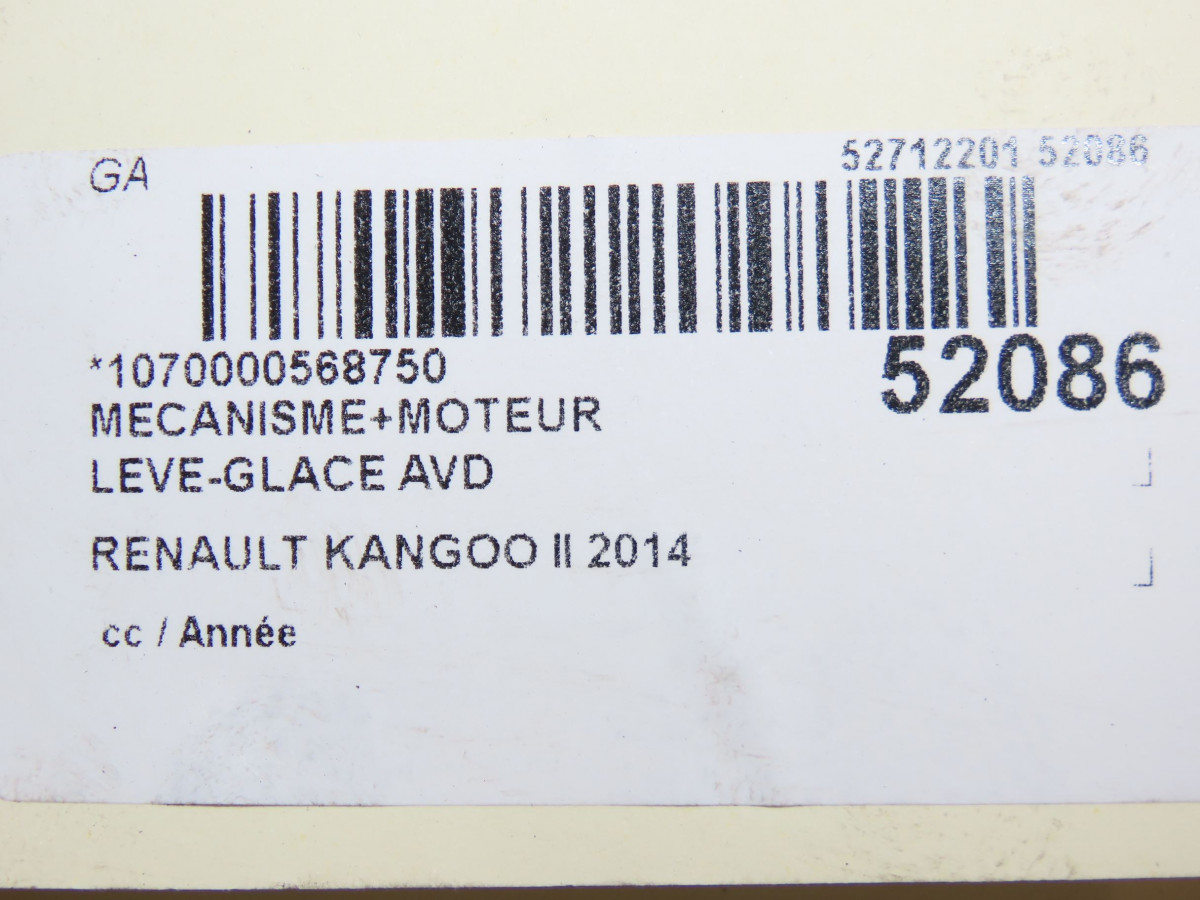 GA
52712201 52086
*1070000568750
52086
MECANISME+MOTEUR
LEVE-GLACE AVD
RENAULT KANGOO II 2014
cc / Année